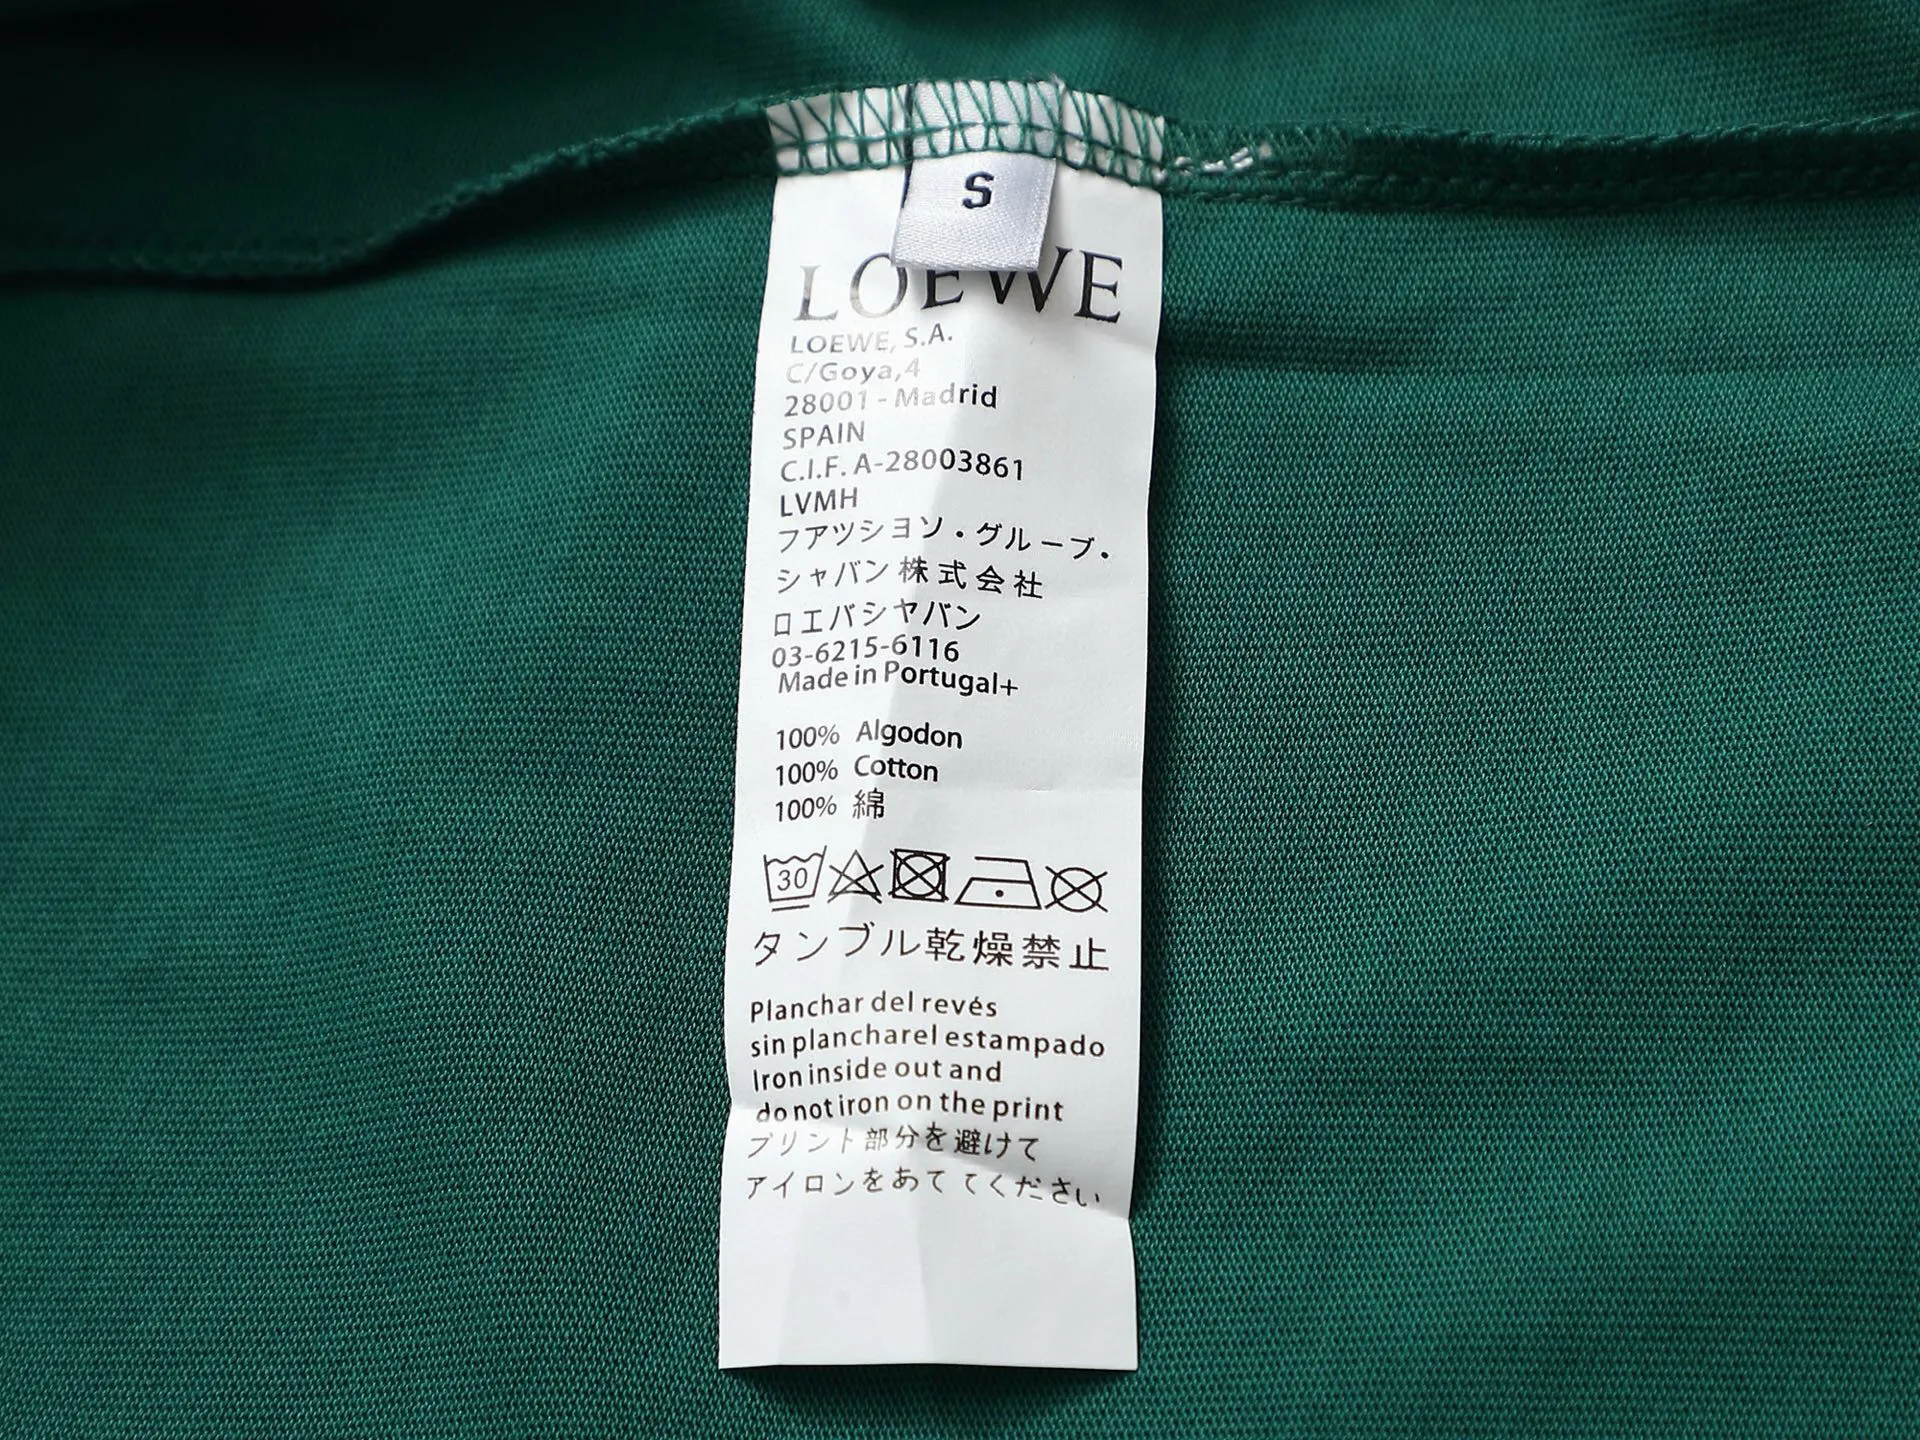 S
LOEWE
LOEWE, S.A.
C/Goya,4
28001 - Madrid
SPAIN
C.I.F. A-28003861
LVMH
フアツシヨソ・グループ・
シャバン株式会社
ロエバシヤバン
03-6215-6116
Made in Portugal+
100% Algodon
100% Cotton
100% 綿
30
タンブル乾燥禁止
Planchar del revés
sin plancharel estampado
Iron inside out and
do not iron on the print
プリント部分を避けて
アイロンをあててください